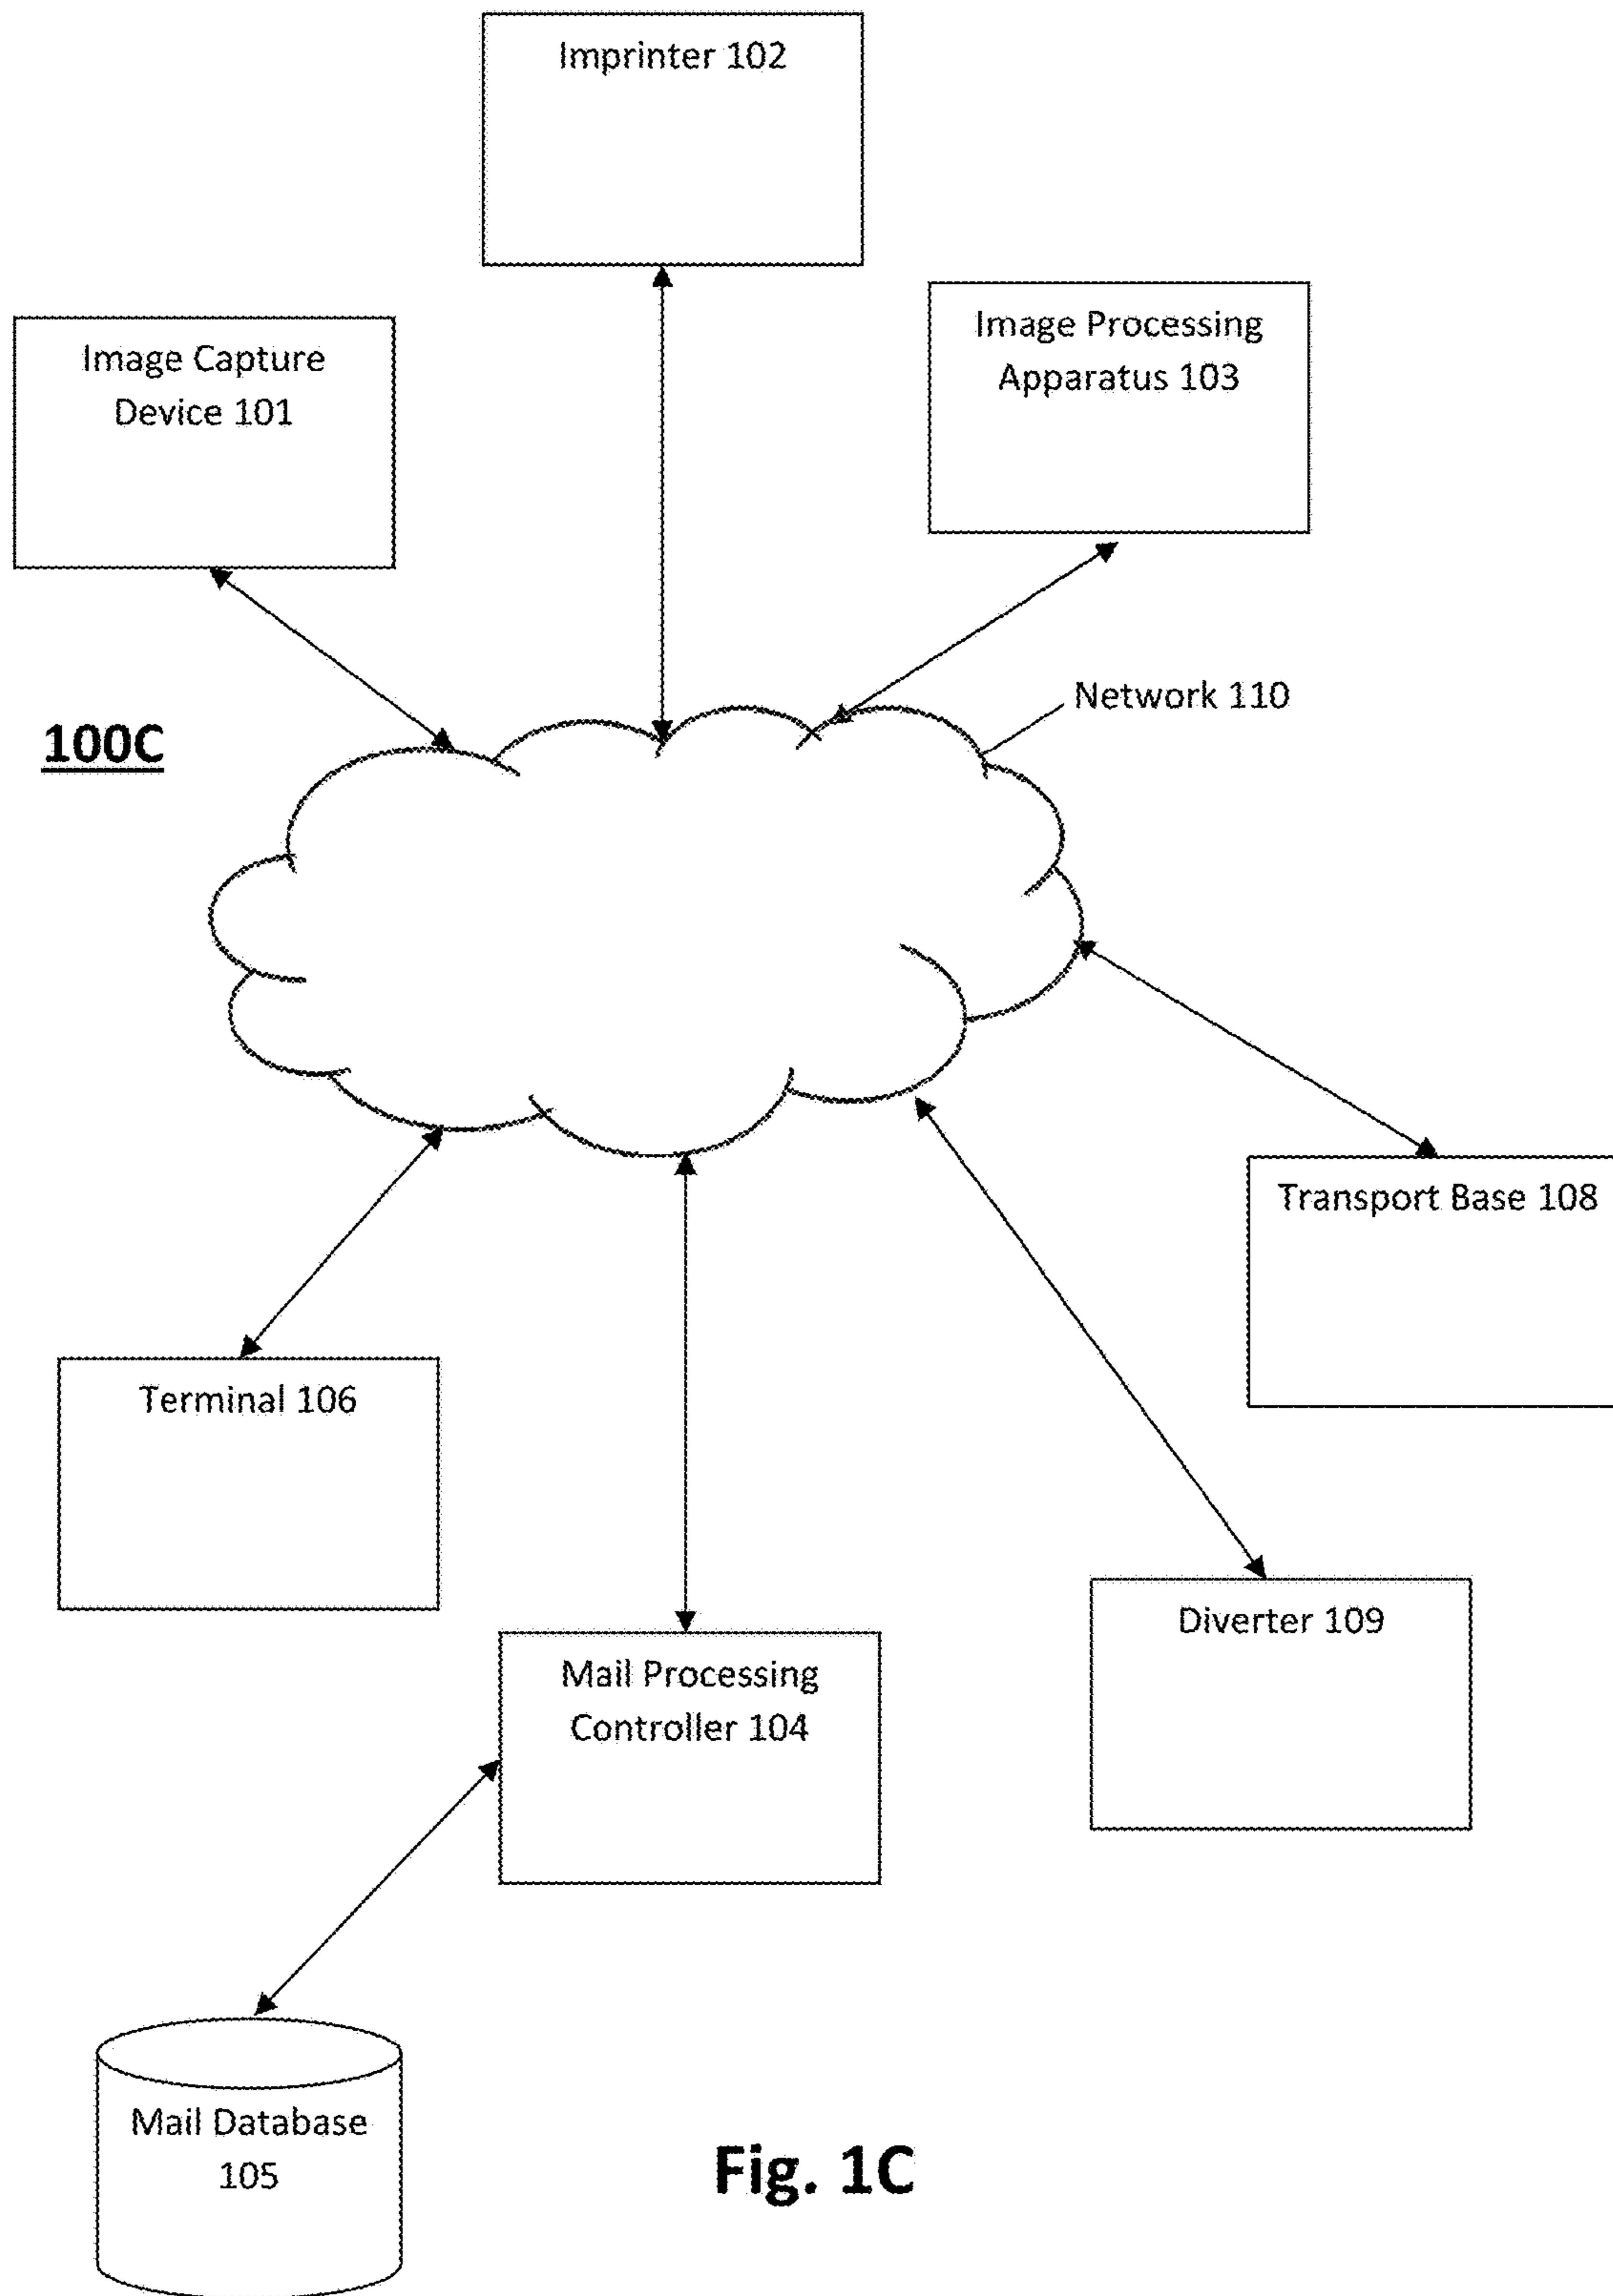 Imprinter 102
Image Processing
Apparatus 103
Image Capture
Device 101
Network 110
100C
Transport Base 108
Terminal 106
Diverter 109
Mail Processing
Controller 104
Mail Database
105
Fig. 1C